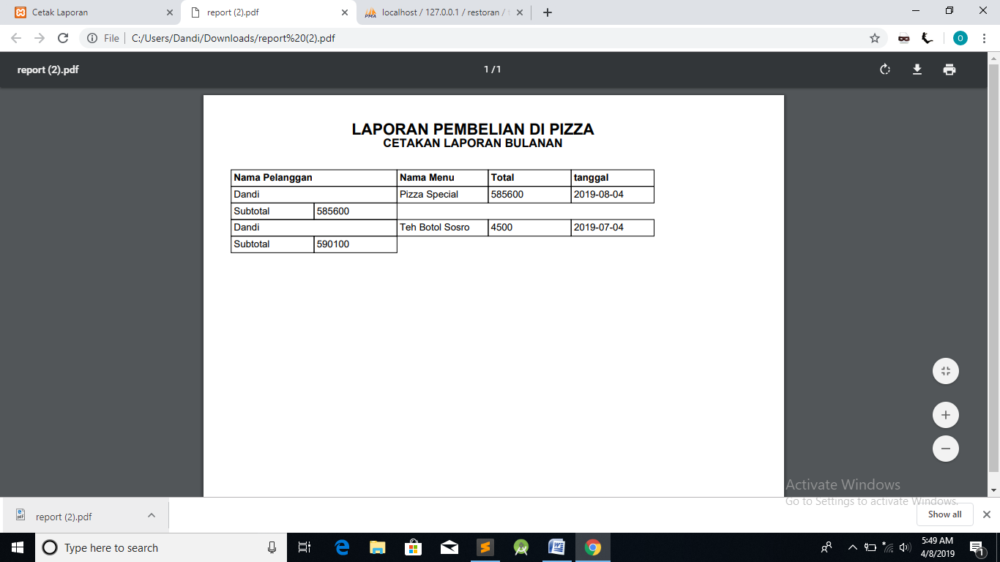 Cetak Laporan
report (2).pdf
localhost / 127.0.0.1 / restoran /
File C:/Users/Dandi/Downloads/report%20(2).pdf
O
report (2).pdf
1 / 1
LAPORAN PEMBELIAN DI PIZZA
CETAKAN LAPORAN BULANAN
Nama Pelanggan Nama Menu Total tanggal
Dandi Pizza Special 585600 2019-08-04
Subtotal 585600
Dandi Teh Botol Sosro 4500 2019-07-04
Subtotal 590100
Activate Windows
Go to Settings to activate Windows.
report (2).pdf
Show all
Type here to search
5:49 AM
4/8/2019
1